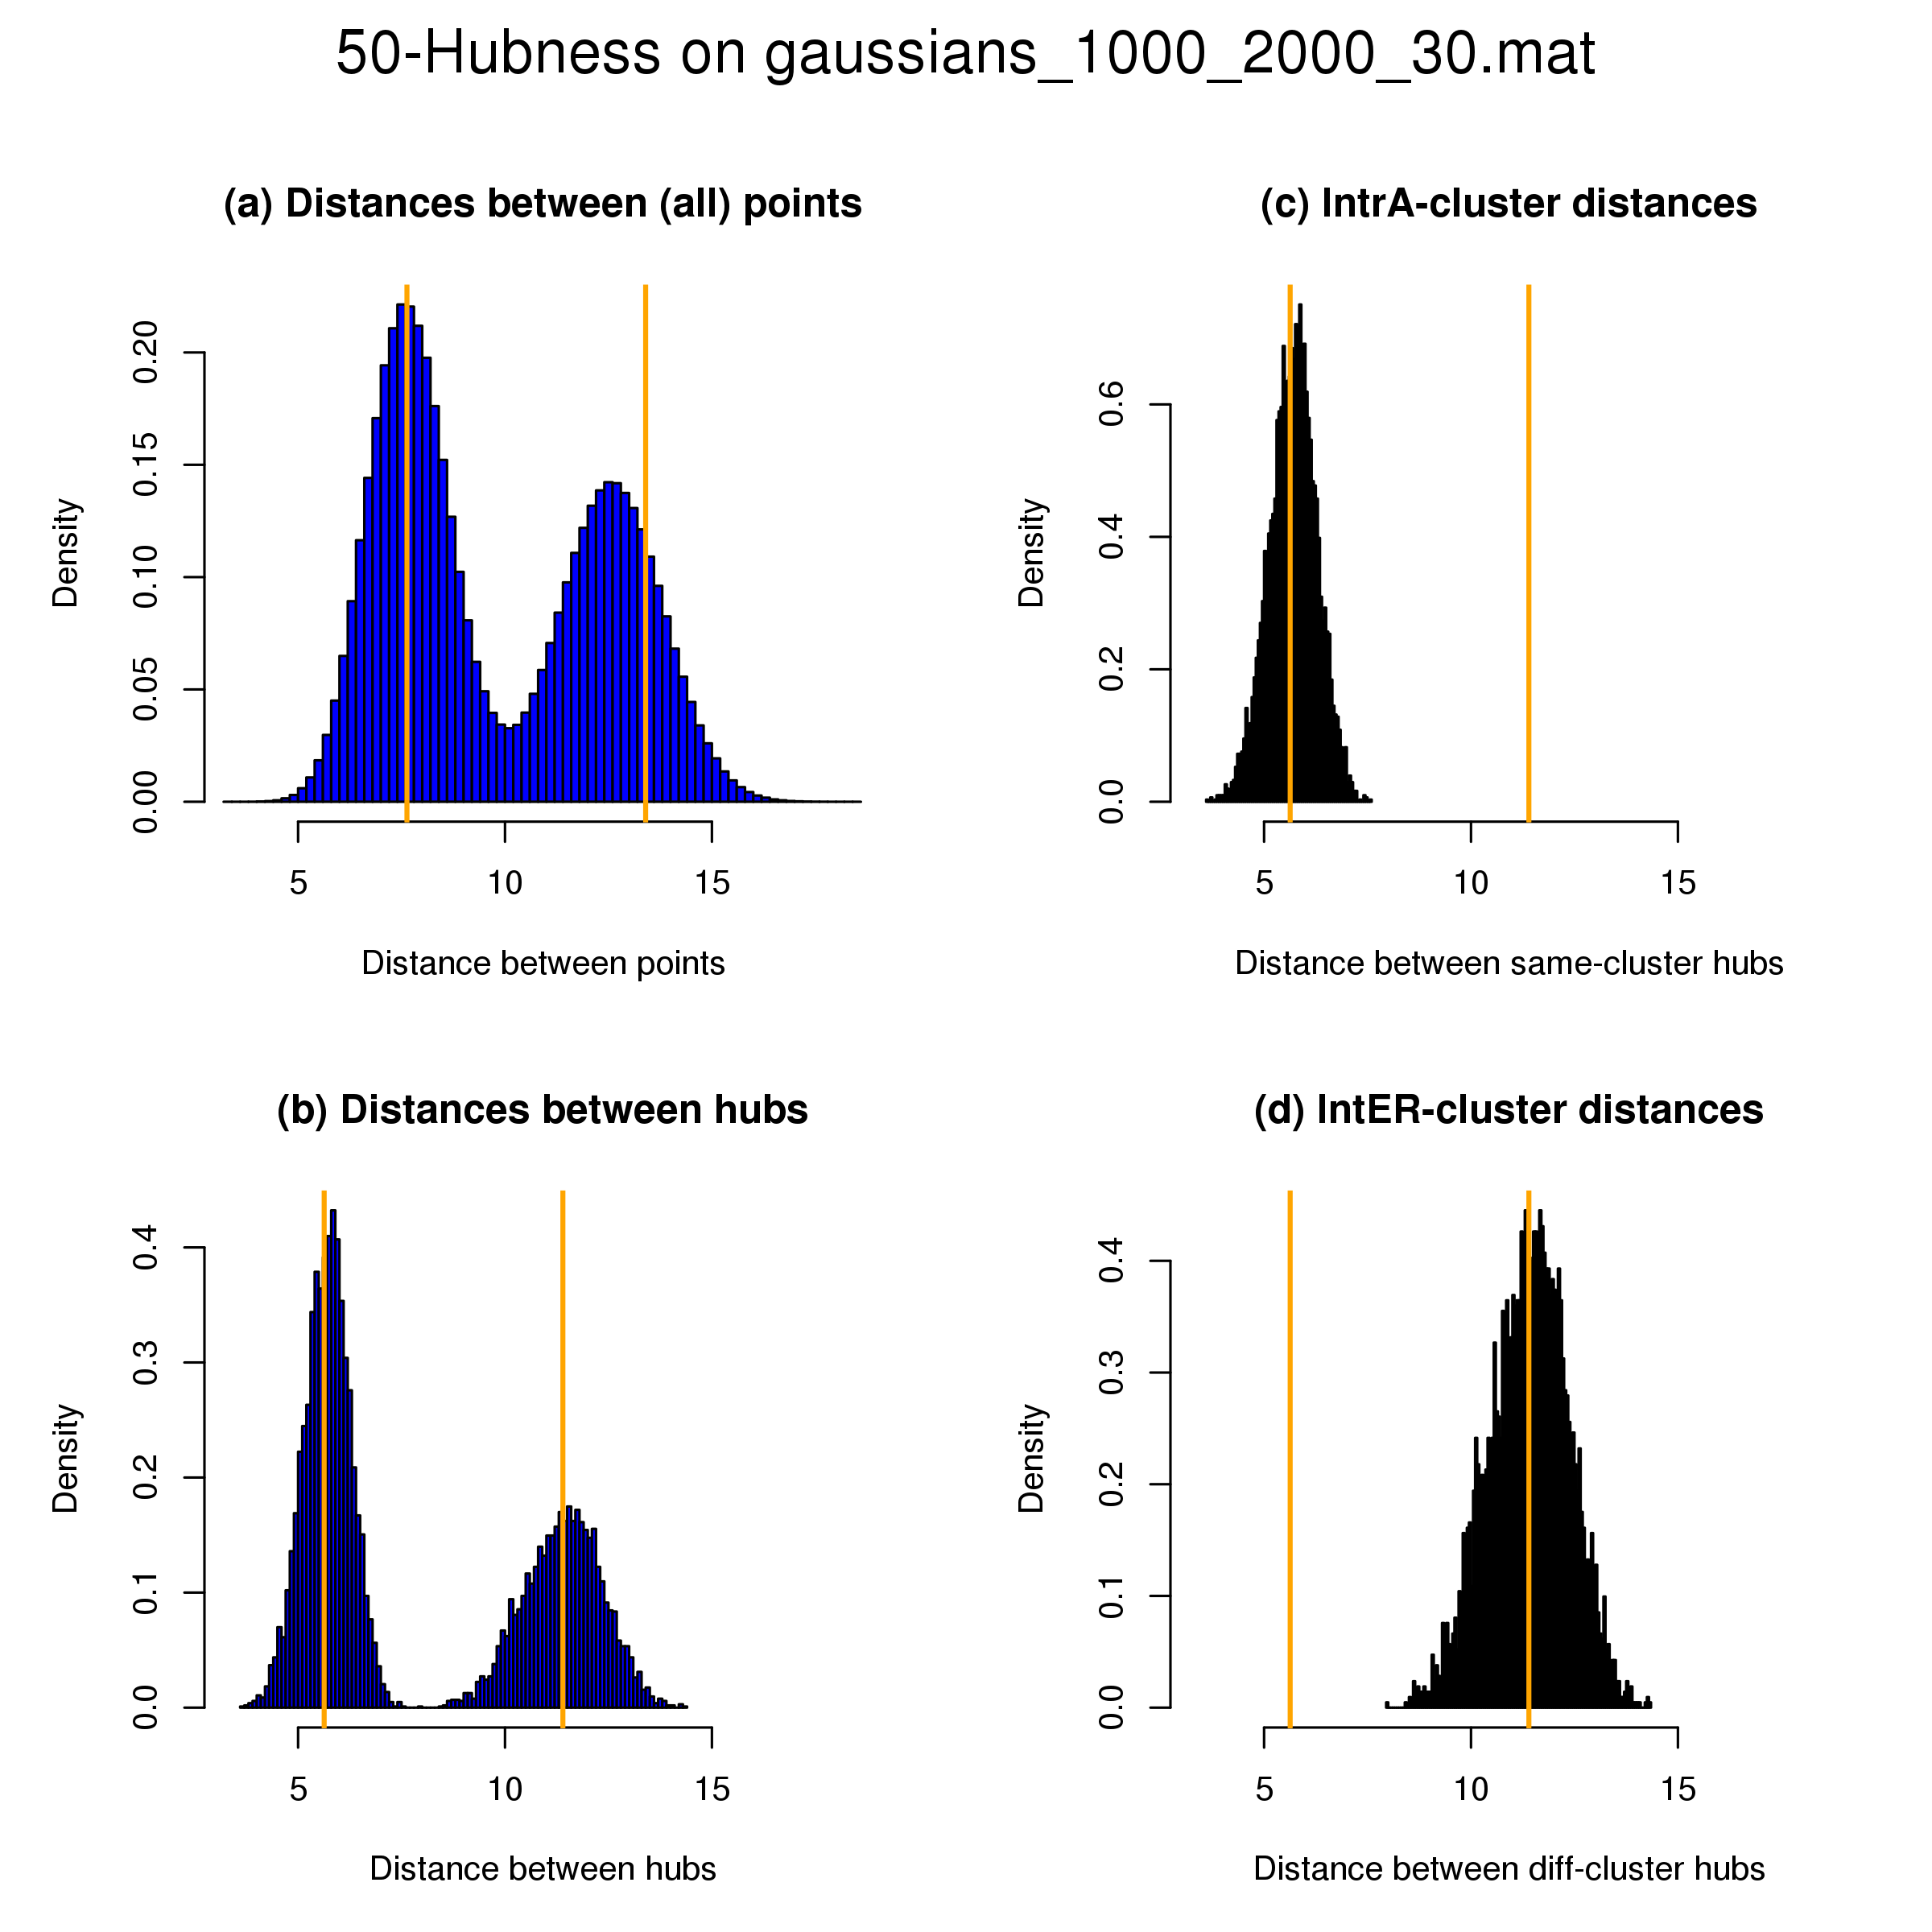 50-Hubness on gaussians_1000_2000_30.mat
(a) Distances between (all) points
Density
0.00 0.05 0.10 0.15 0.20
5 10 15
Distance between points
(c) IntrA-cluster distances
Density
0.0 0.2 0.4 0.6
5 10 15
Distance between same-cluster hubs
(b) Distances between hubs
Density
0.0 0.1 0.2 0.3 0.4
5 10 15
Distance between hubs
(d) IntER-cluster distances
Density
0.0 0.1 0.2 0.3 0.4
5 10 15
Distance between diff-cluster hubs